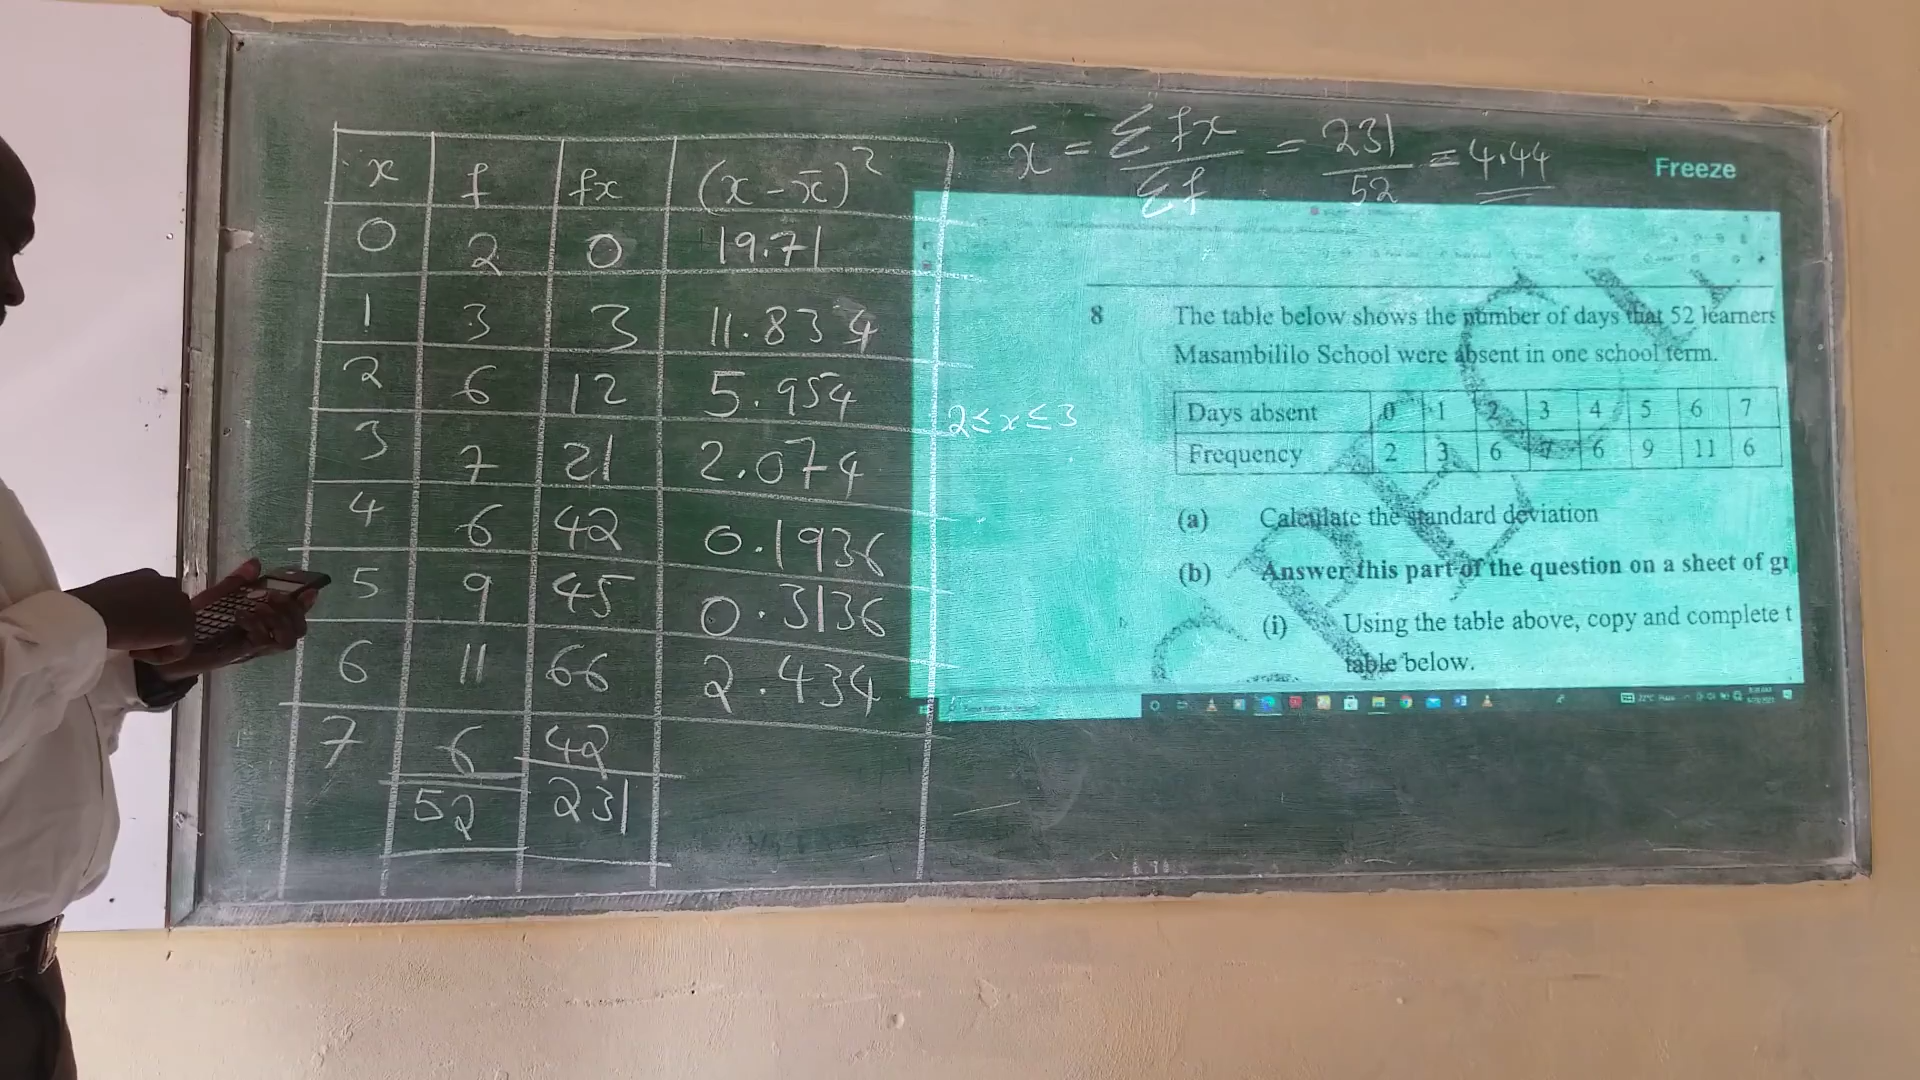 x̄ = Σfx / Σf = 231 / 52 = 4.44
Freeze
x f fx (x - x̄)²
0 2 0 19.71
1 3 3 11.834
2 6 12 5.954
3 7 21 2.074
4 6 42 0.1936
5 9 45 0.3136
6 11 66 2.434
7 6 42
52 231
2 ≤ x ≤ 3
8 The table below shows the number of days that 52 learners
Masambililo School were absent in one school term.
Days absent 0 1 2 3 4 5 6 7
Frequency 2 3 6 7 6 9 11 6
(a) Calculate the standard deviation
(b) Answer this part of the question on a sheet of gr
(i) Using the table above, copy and complete t
table below.